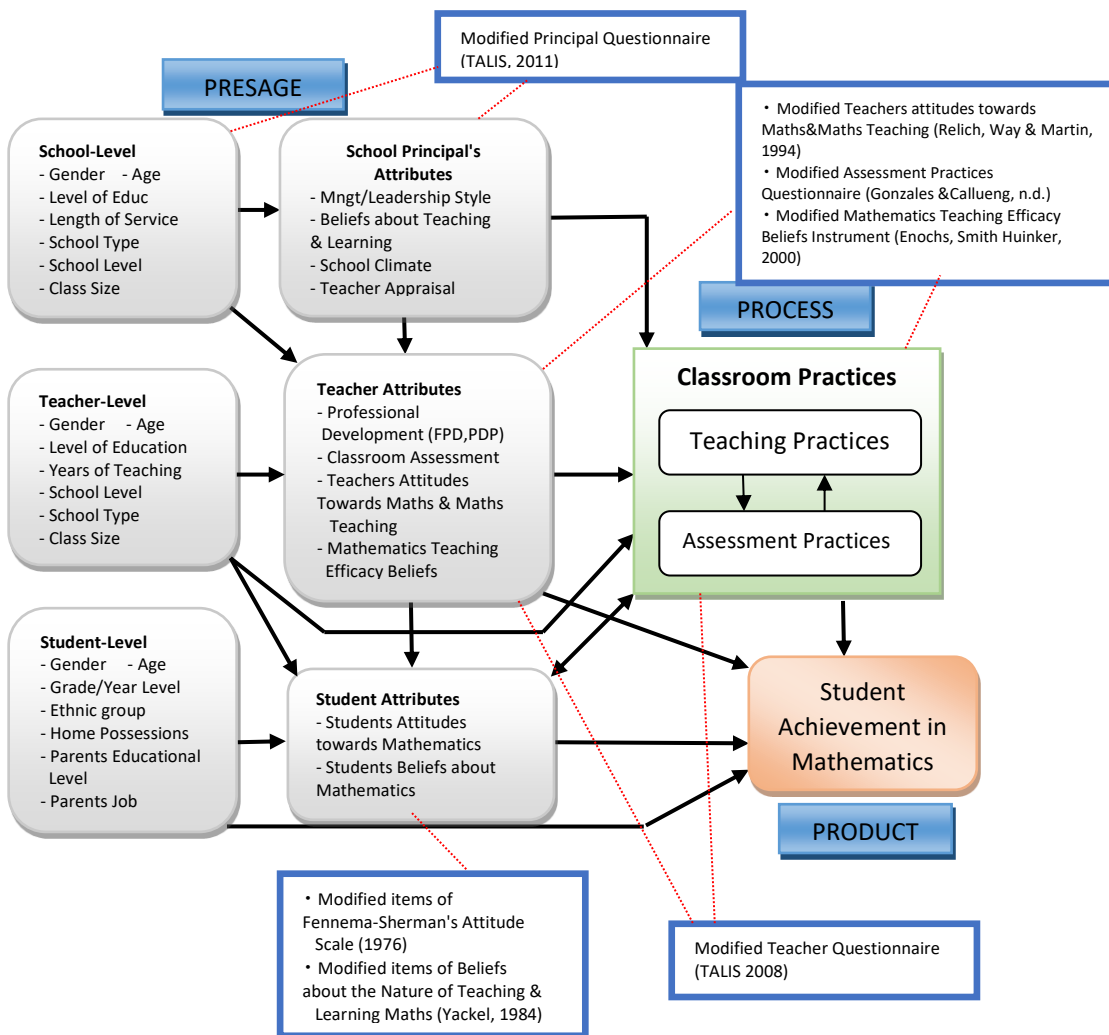 Modified Principal Questionnaire
(TALIS, 2011)
PRESAGE
School-Level
- Gender - Age
- Level of Educ
- Length of Service
- School Type
- School Level
- Class Size
School Principal's
Attributes
- Mngt/Leadership Style
- Beliefs about Teaching
& Learning
- School Climate
- Teacher Appraisal
・Modified Teachers attitudes towards
Maths&Maths Teaching (Relich, Way & Martin,
1994)
・Modified Assessment Practices
Questionnaire (Gonzales &Callueng, n.d.)
・Modified Mathematics Teaching Efficacy
Beliefs Instrument (Enochs, Smith Huinker,
2000)
PROCESS
Teacher-Level
- Gender - Age
- Level of Education
- Years of Teaching
- School Level
- School Type
- Class Size
Teacher Attributes
- Professional
Development (FPD,PDP)
- Classroom Assessment
- Teachers Attitudes
Towards Maths & Maths
Teaching
- Mathematics Teaching
Efficacy Beliefs
Classroom Practices
Teaching Practices
Assessment Practices
Student-Level
- Gender - Age
- Grade/Year Level
- Ethnic group
- Home Possessions
- Parents Educational
Level
- Parents Job
Student Attributes
- Students Attitudes
towards Mathematics
- Students Beliefs about
Mathematics
Student
Achievement in
Mathematics
PRODUCT
・Modified items of
Fennema-Sherman's Attitude
Scale (1976)
・Modified items of Beliefs
about the Nature of Teaching &
Learning Maths (Yackel, 1984)
Modified Teacher Questionnaire
(TALIS 2008)